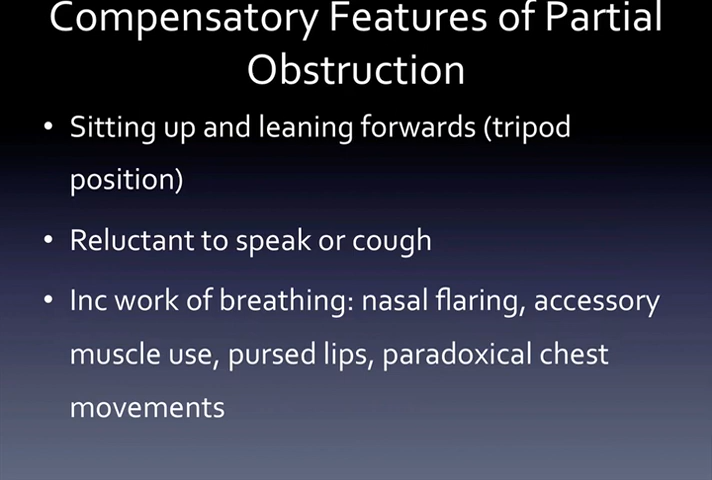 Compensatory Features of Partial
Obstruction
• Sitting up and leaning forwards (tripod
position)
• Reluctant to speak or cough
• Inc work of breathing: nasal flaring, accessory
muscle use, pursed lips, paradoxical chest
movements